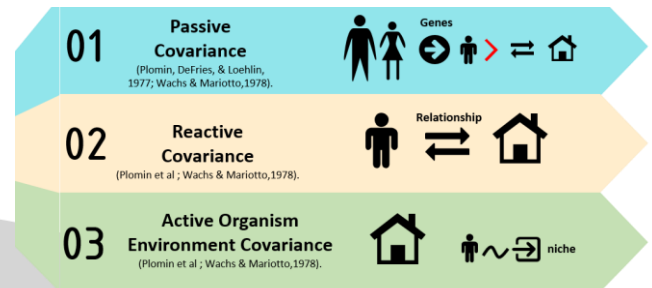 01
Passive
Covariance
(Plomin, DeFries, & Loehlin,
1977; Wachs & Mariotto,1978).
Genes
02
Reactive
Covariance
(Plomin et al ; Wachs & Mariotto,1978).
Relationship
03
Active Organism
Environment Covariance
(Plomin et al ; Wachs & Mariotto,1978).
niche